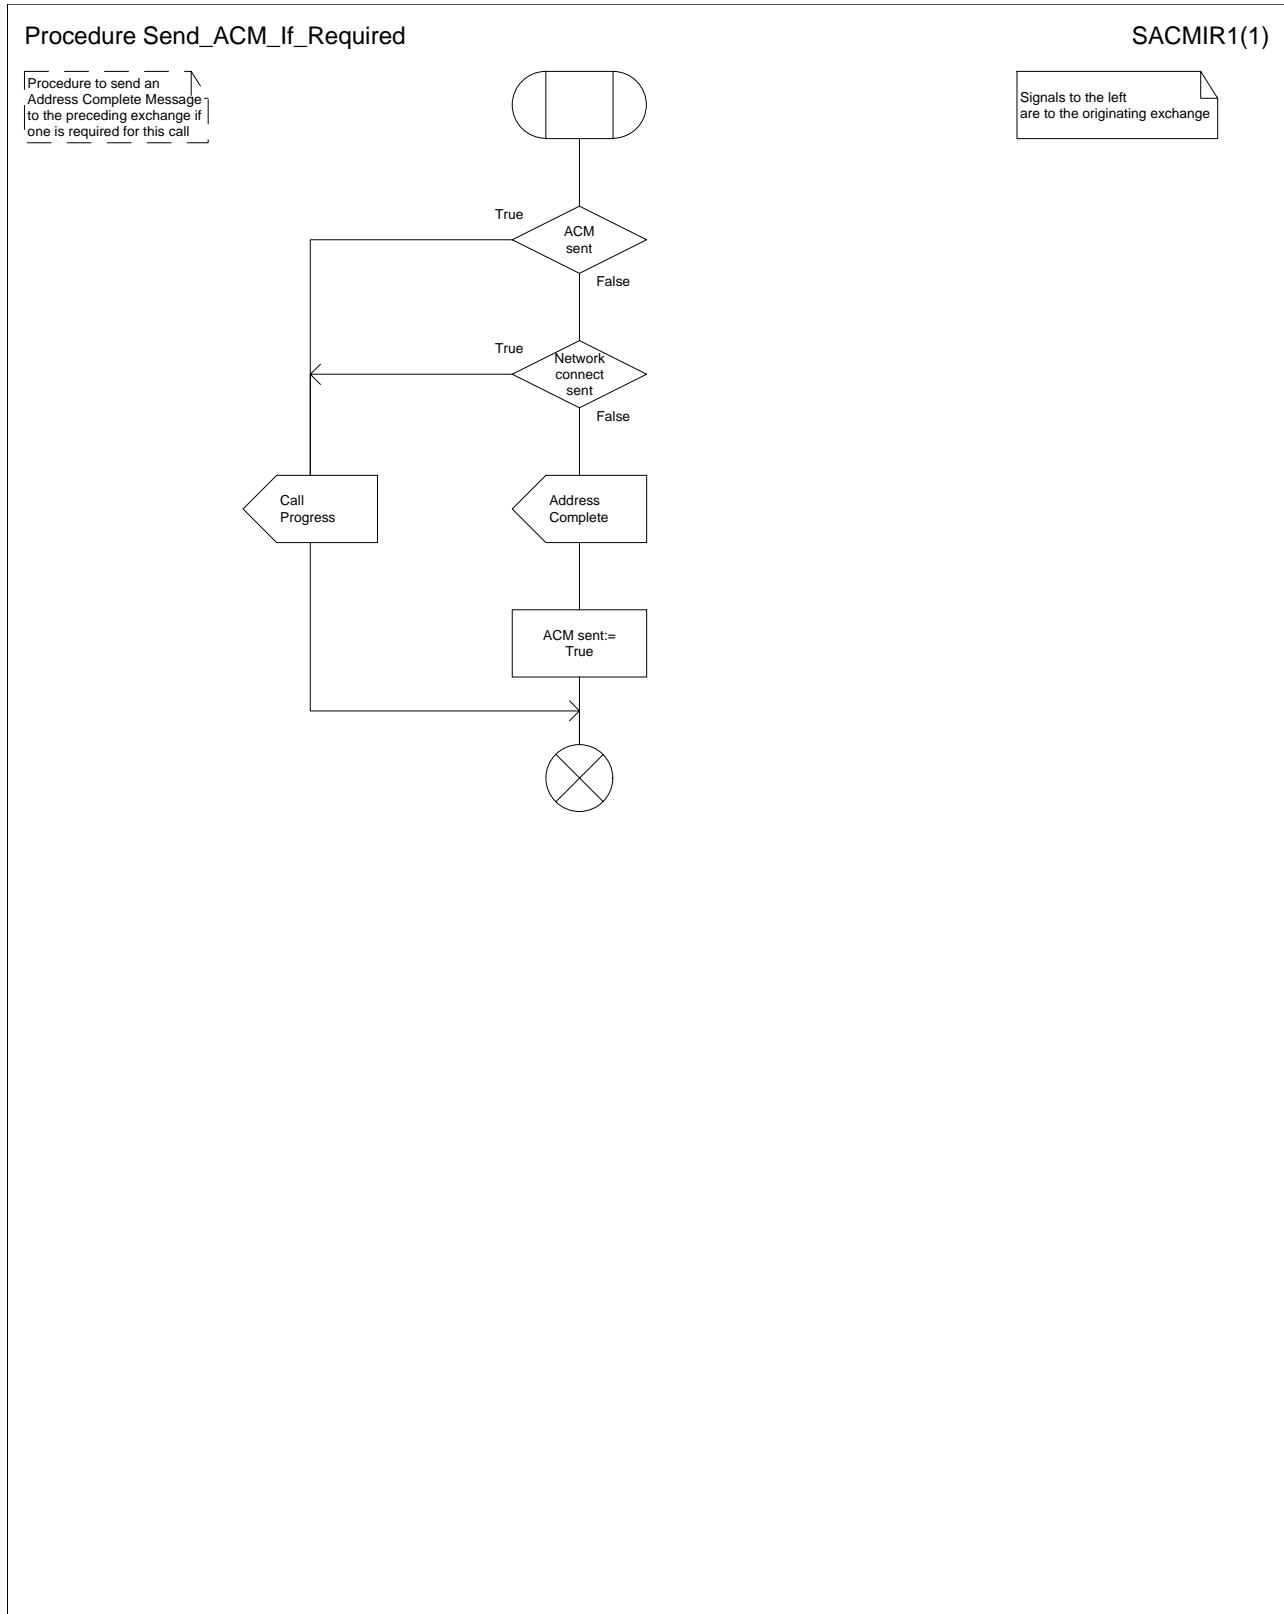 Procedure Send_ACM_If_Required
SACMIR1(1)
Procedure to send an
Address Complete Message
to the preceding exchange if
one is required for this call
Signals to the left
are to the originating exchange
True
ACM
sent
False
True
Network
connect
sent
False
Call
Progress
Address
Complete
ACM sent:=
True